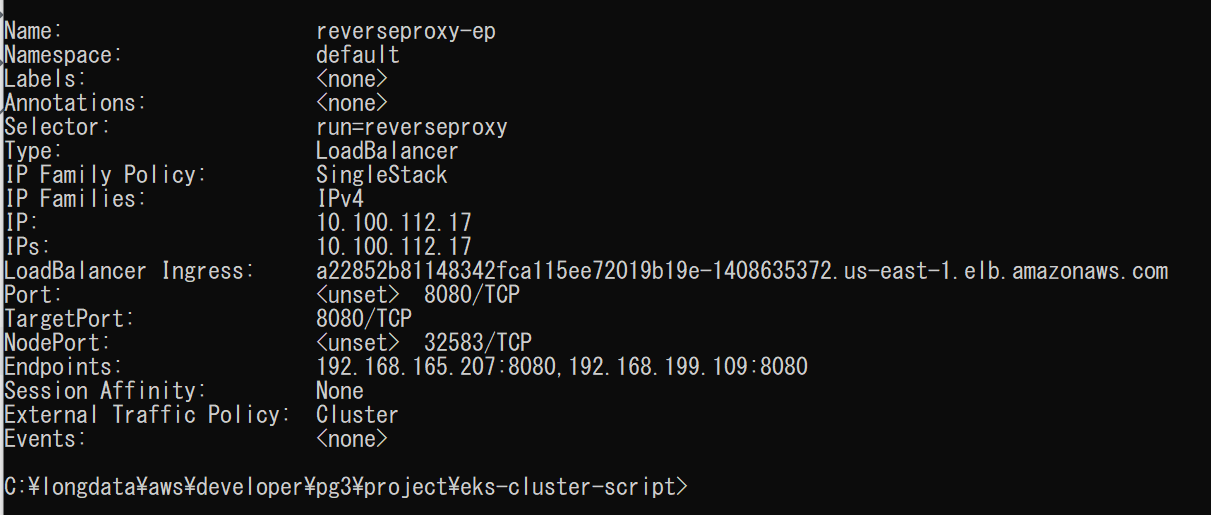 Name: reverseproxy-ep
Namespace: default
Labels: <none>
Annotations: <none>
Selector: run=reverseproxy
Type: LoadBalancer
IP Family Policy: SingleStack
IP Families: IPv4
IP: 10.100.112.17
IPs: 10.100.112.17
LoadBalancer Ingress: a22852b81148342fca115ee72019b19e-1408635372.us-east-1.elb.amazonaws.com
Port: <unset> 8080/TCP
TargetPort: 8080/TCP
NodePort: <unset> 32583/TCP
Endpoints: 192.168.165.207:8080,192.168.199.109:8080
Session Affinity: None
External Traffic Policy: Cluster
Events: <none>
C:¥longdata¥aws¥developer¥pg3¥project¥eks-cluster-script>